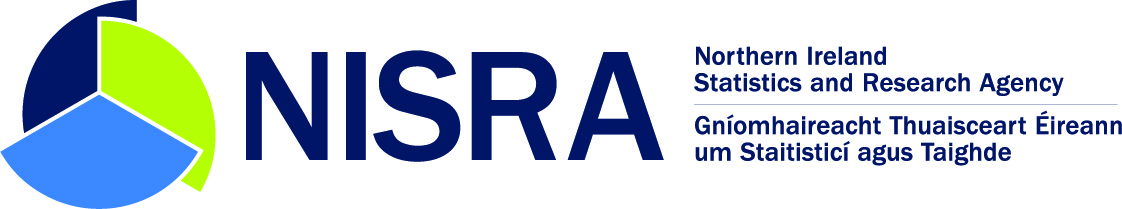 NISRA
Northern Ireland
Statistics and Research Agency
Gníomhaireacht Thuaisceart Éireann
um Staitisticí agus Taighde